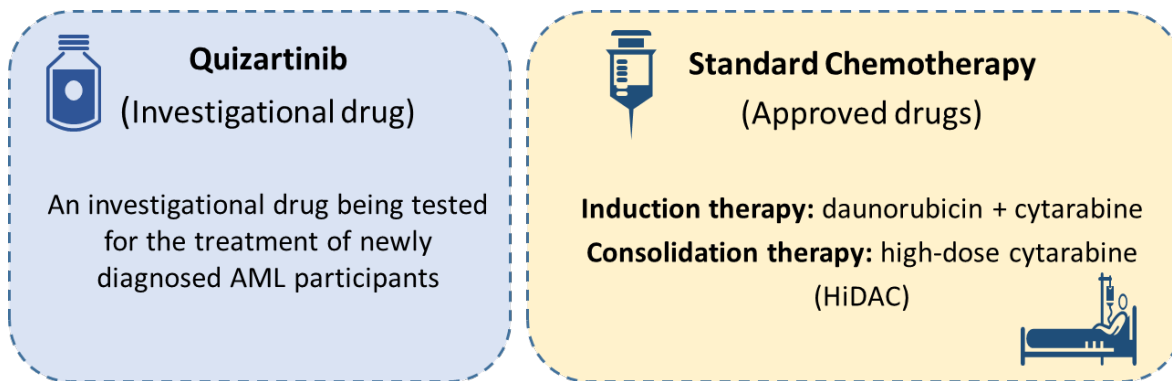 Quizartinib
(Investigational drug)
An investigational drug being tested
for the treatment of newly
diagnosed AML participants
Standard Chemotherapy
(Approved drugs)
Induction therapy: daunorubicin + cytarabine
Consolidation therapy: high-dose cytarabine
(HiDAC)